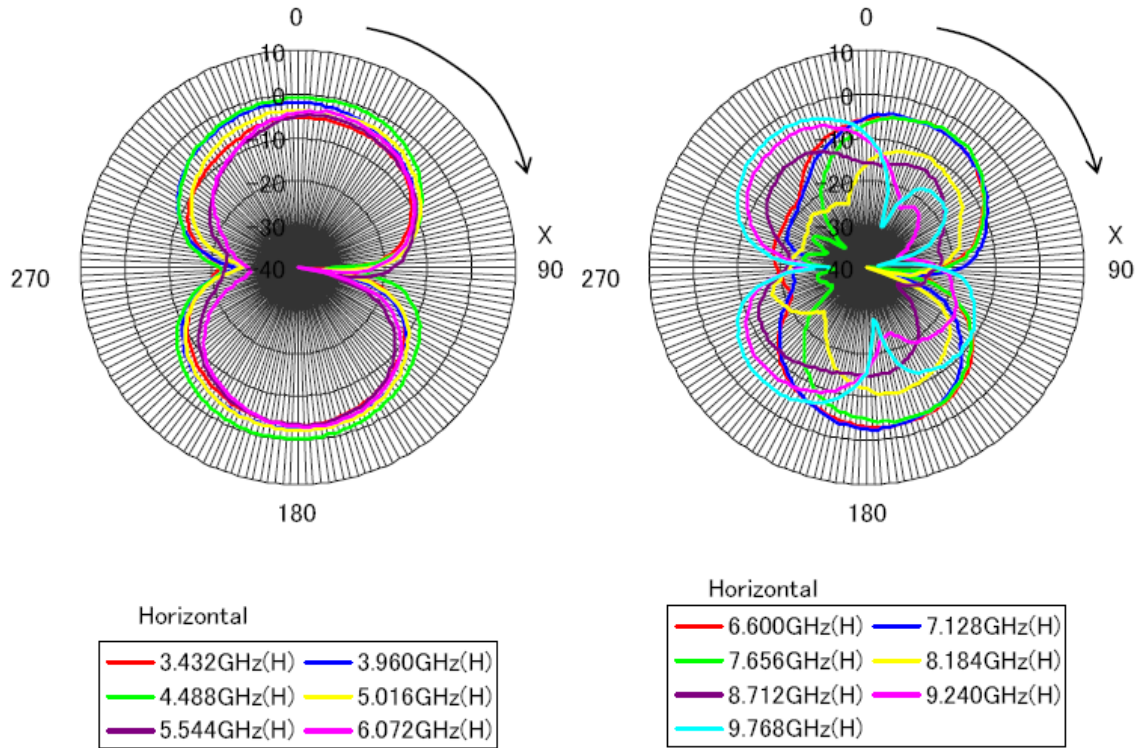 0
10
0
-10
-20
-30
-40
X
90
270
180
Horizontal
3.432GHz(H) 3.960GHz(H)
4.488GHz(H) 5.016GHz(H)
5.544GHz(H) 6.072GHz(H)
0
10
0
-10
-20
-30
-40
X
90
270
180
Horizontal
6.600GHz(H) 7.128GHz(H)
7.656GHz(H) 8.184GHz(H)
8.712GHz(H) 9.240GHz(H)
9.768GHz(H)